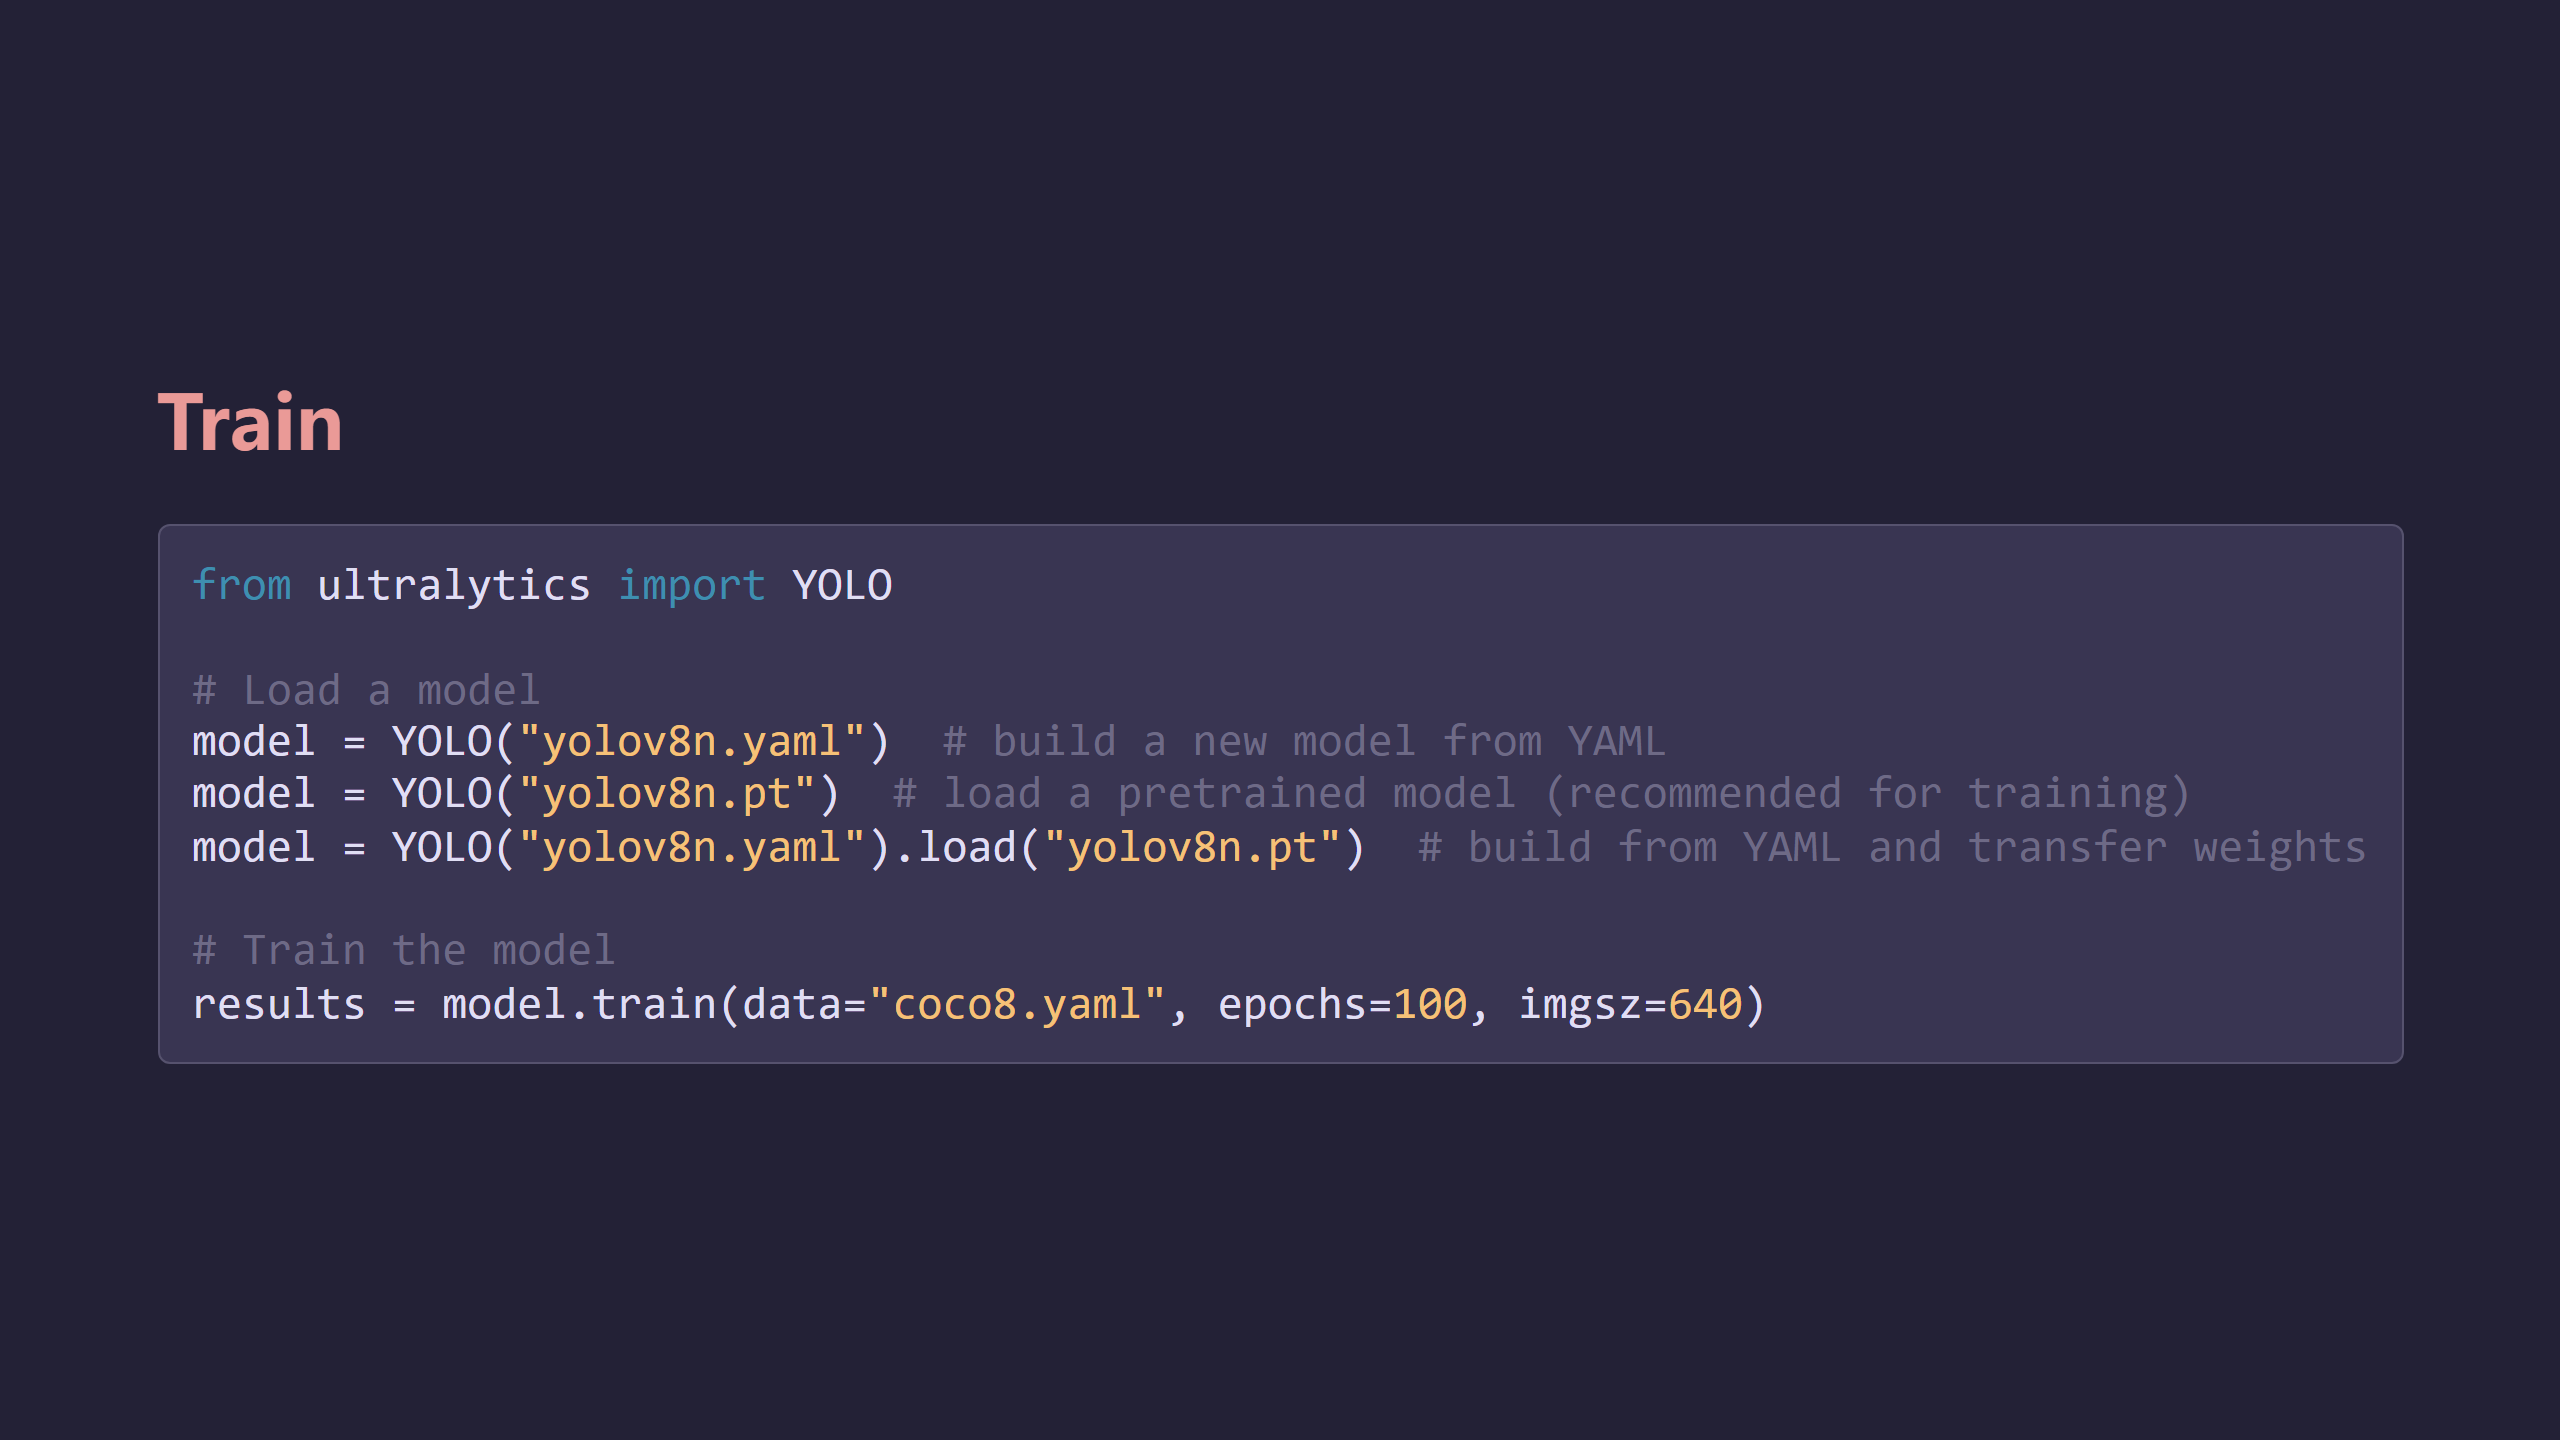 Train
from ultralytics import YOLO
# Load a model
model = YOLO("yolov8n.yaml")  # build a new model from YAML
model = YOLO("yolov8n.pt")  # load a pretrained model (recommended for training)
model = YOLO("yolov8n.yaml").load("yolov8n.pt")  # build from YAML and transfer weights
# Train the model
results = model.train(data="coco8.yaml", epochs=100, imgsz=640)